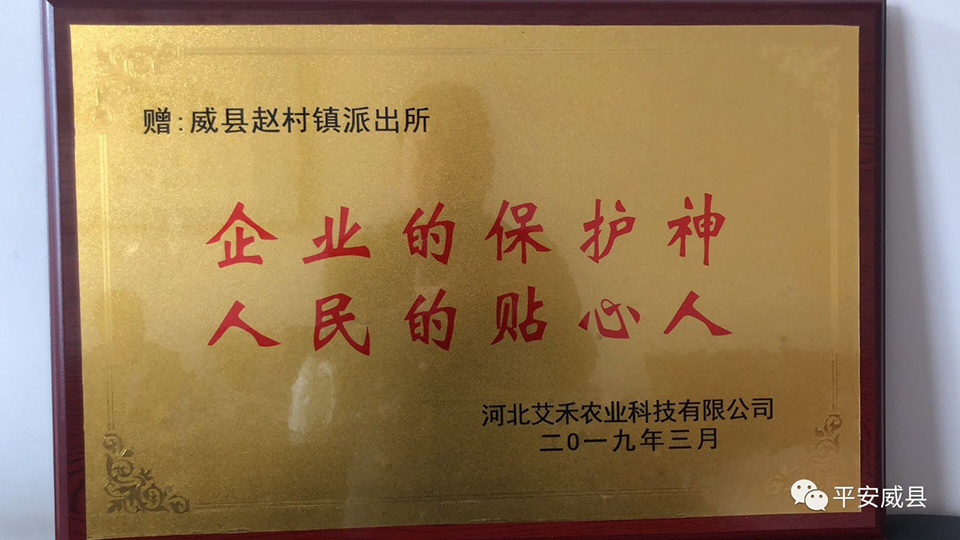 赠:威县赵村镇派出所
企业的保护神
人民的贴心人
河北艾禾农业科技有限公司
二0一九年三月
平安威县